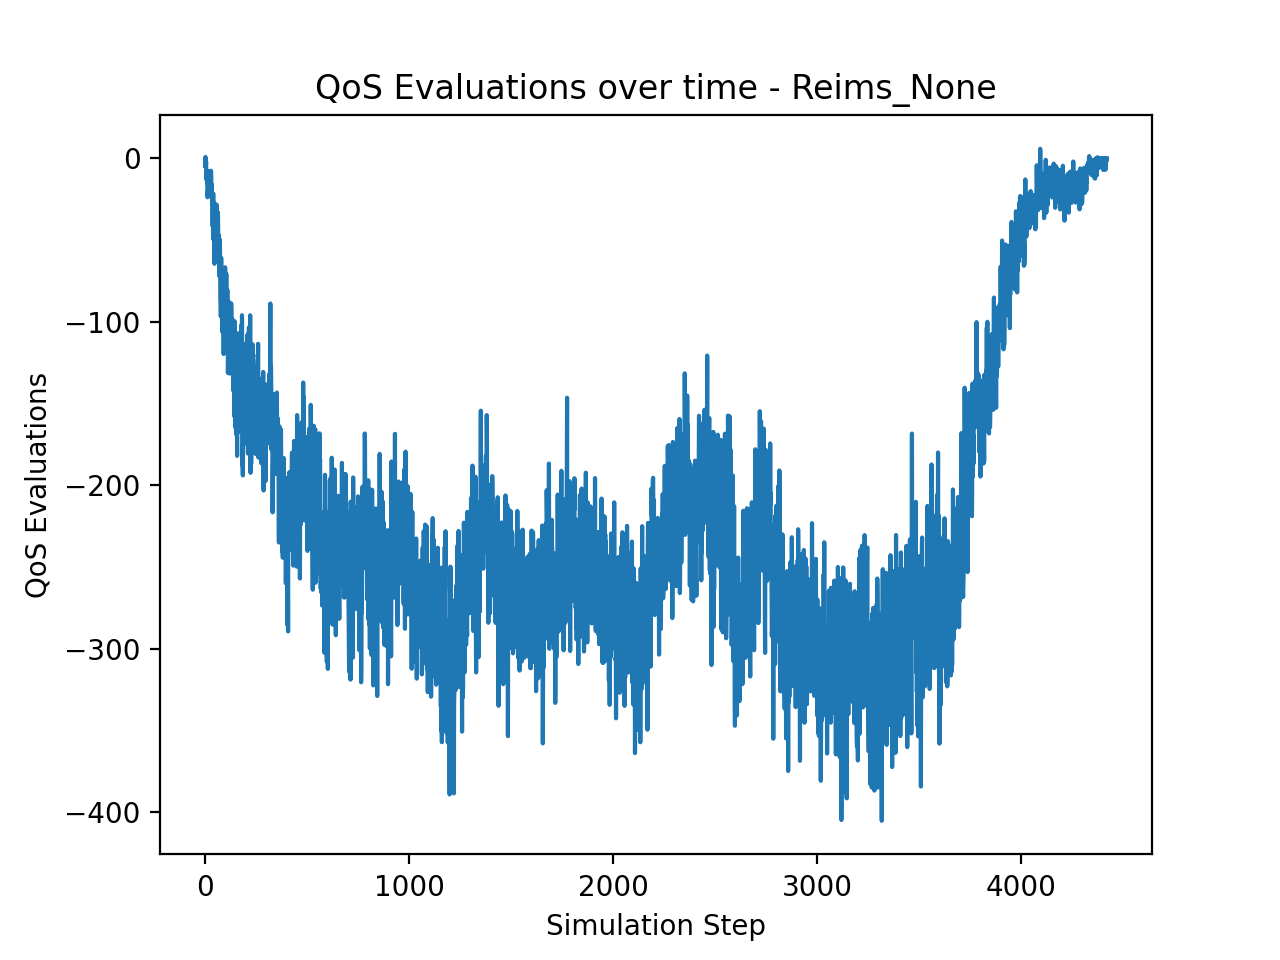 QoS Evaluations over time - Reims_None
QoS Evaluations
0
−100
−200
−300
−400
0 1000 2000 3000 4000
Simulation Step